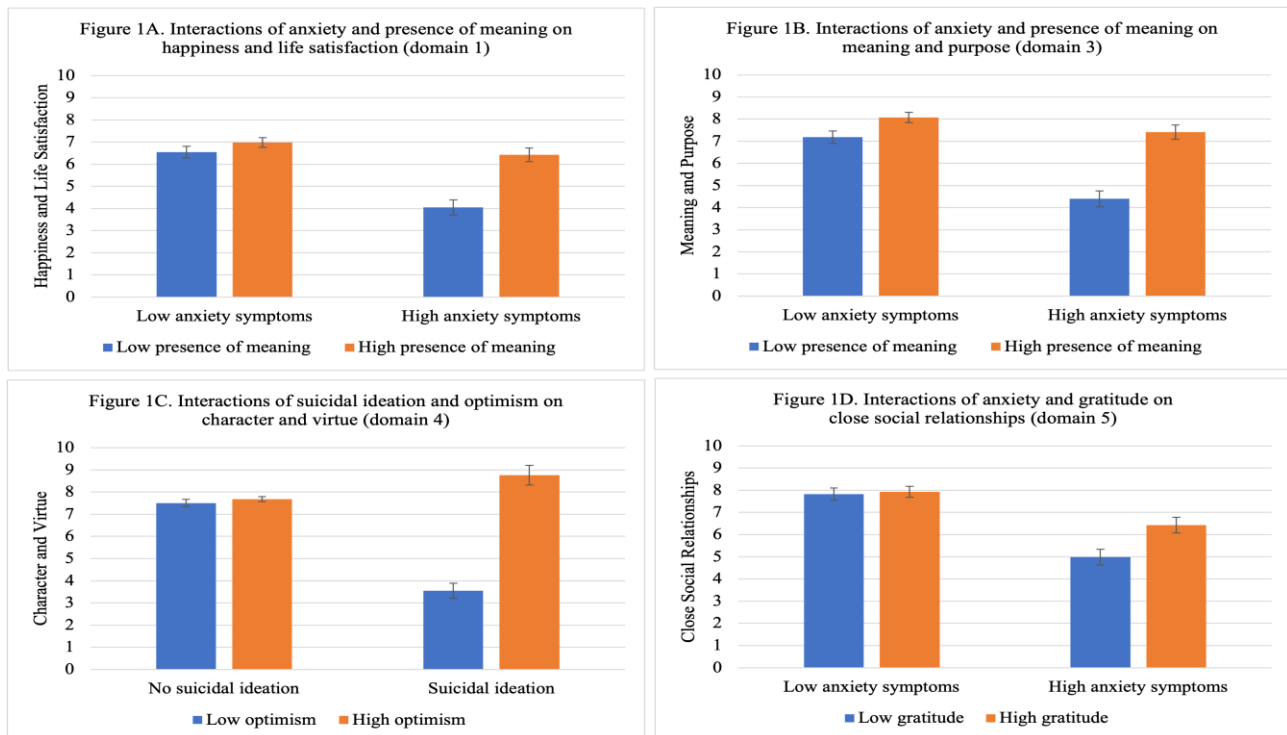 Figure 1A. Interactions of anxiety and presence of meaning on
happiness and life satisfaction (domain 1)
Happiness and Life Satisfaction
10
9
8
7
6
5
4
3
2
1
0
Low anxiety symptoms High anxiety symptoms
Low presence of meaning High presence of meaning
Figure 1B. Interactions of anxiety and presence of meaning on
meaning and purpose (domain 3)
Meaning and Purpose
10
9
8
7
6
5
4
3
2
1
0
Low anxiety symptoms High anxiety symptoms
Low presence of meaning High presence of meaning
Figure 1C. Interactions of suicidal ideation and optimism on
character and virtue (domain 4)
Character and Virtue
10
9
8
7
6
5
4
3
2
1
0
No suicidal ideation Suicidal ideation
Low optimism High optimism
Figure 1D. Interactions of anxiety and gratitude on
close social relationships (domain 5)
Close Social Relationships
10
9
8
7
6
5
4
3
2
1
0
Low anxiety symptoms High anxiety symptoms
Low gratitude High gratitude